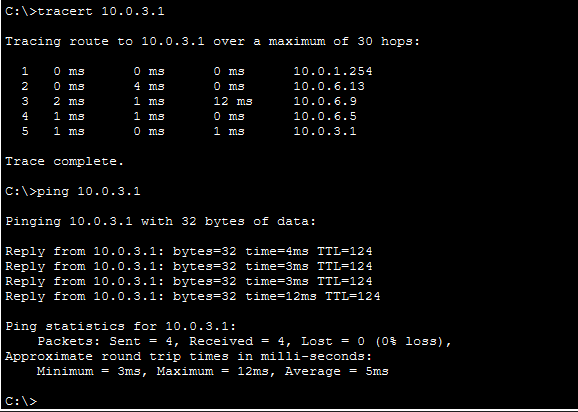 C:\>tracert 10.0.3.1
Tracing route to 10.0.3.1 over a maximum of 30 hops:
1 0 ms 0 ms 0 ms 10.0.1.254
2 0 ms 4 ms 0 ms 10.0.6.13
3 2 ms 1 ms 12 ms 10.0.6.9
4 1 ms 1 ms 0 ms 10.0.6.5
5 1 ms 0 ms 1 ms 10.0.3.1
Trace complete.
C:\>ping 10.0.3.1
Pinging 10.0.3.1 with 32 bytes of data:
Reply from 10.0.3.1: bytes=32 time=4ms TTL=124
Reply from 10.0.3.1: bytes=32 time=3ms TTL=124
Reply from 10.0.3.1: bytes=32 time=3ms TTL=124
Reply from 10.0.3.1: bytes=32 time=12ms TTL=124
Ping statistics for 10.0.3.1:
Packets: Sent = 4, Received = 4, Lost = 0 (0% loss),
Approximate round trip times in milli-seconds:
Minimum = 3ms, Maximum = 12ms, Average = 5ms
C:\>